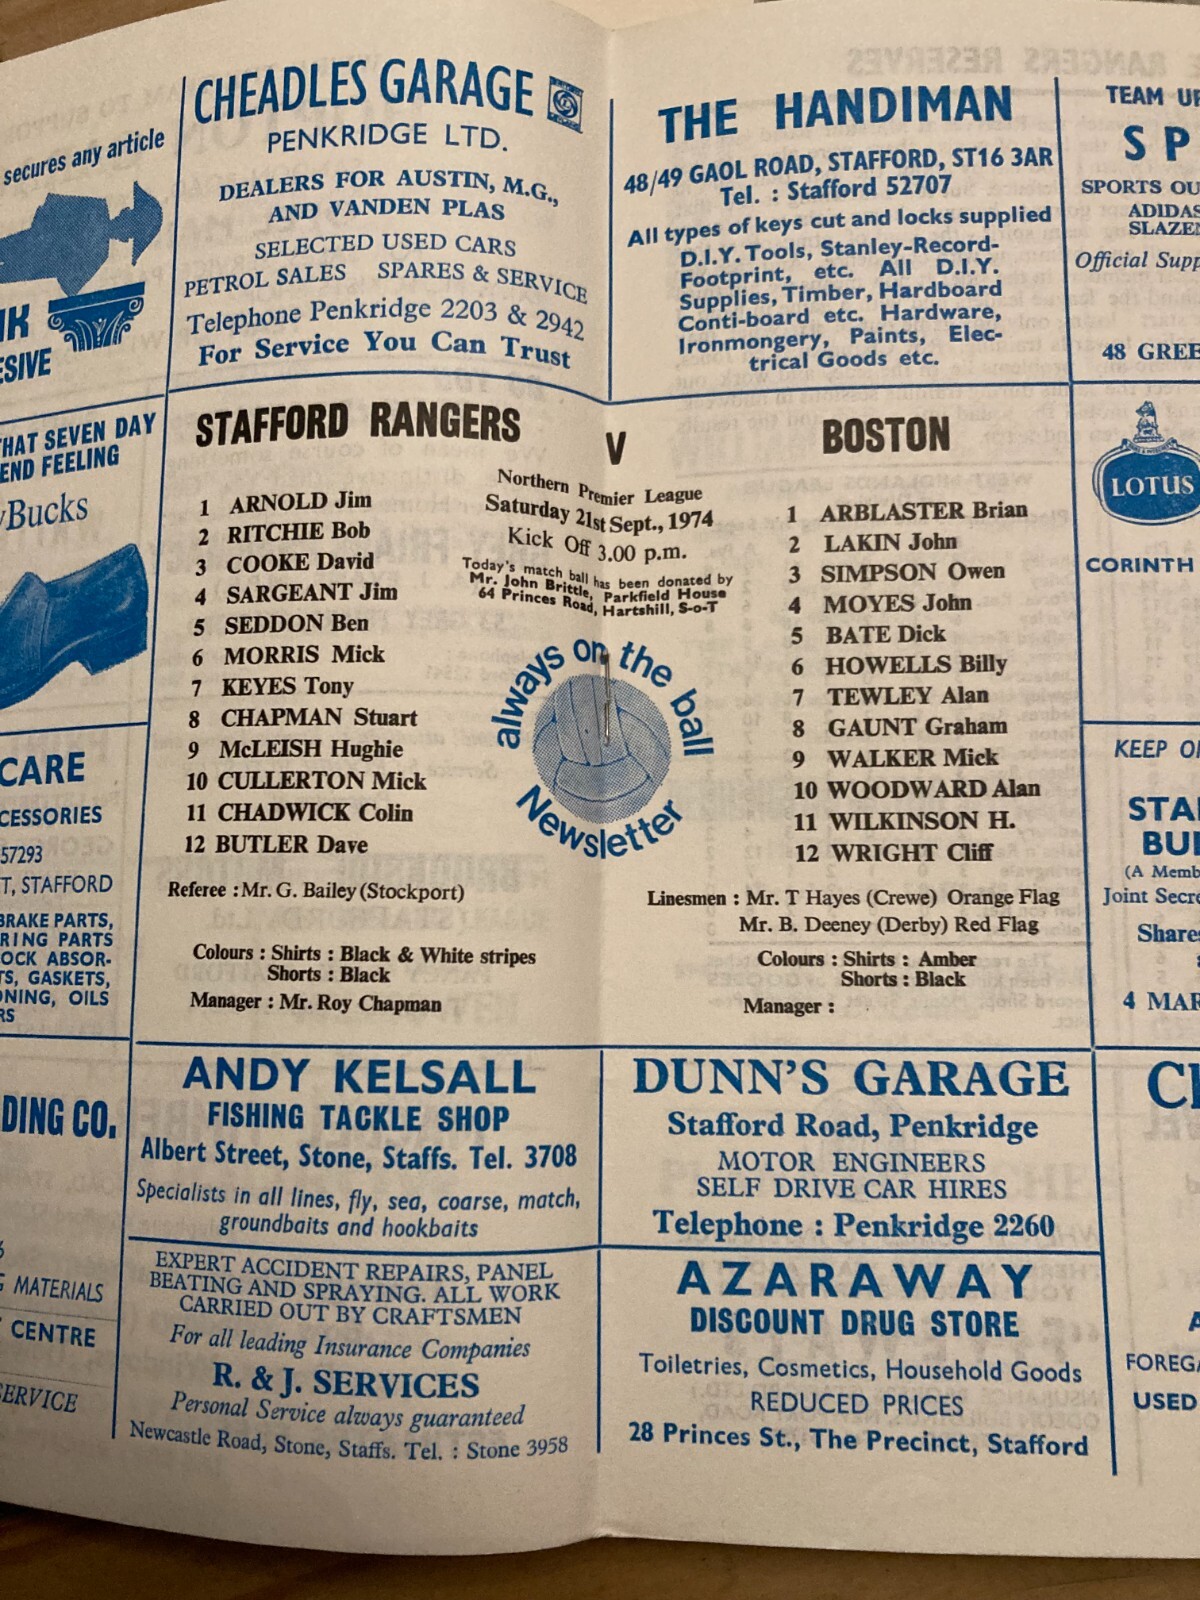 secures any article
NK
ESIVE
THAT SEVEN DAY
END FEELING
yBucks
CARE
CCESSORIES
57293
T, STAFFORD
BRAKE PARTS,
RING PARTS
OCK ABSOR-
TS, GASKETS,
ONING, OILS
RS
DING CO.
G MATERIALS
CENTRE
SERVICE
CHEADLES GARAGE
PENKRIDGE LTD.
DEALERS FOR AUSTIN, M.G.,
AND VANDEN PLAS
SELECTED USED CARS
PETROL SALES SPARES & SERVICE
Telephone Penkridge 2203 & 2942
For Service You Can Trust
THE HANDIMAN
48/49 GAOL ROAD, STAFFORD, ST16 3AR
Tel. : Stafford 52707
All types of keys cut and locks supplied
D.I.Y. Tools, Stanley-Record-
Footprint, etc. All D.I.Y.
Supplies, Timber, Hardboard
Conti-board etc. Hardware,
Ironmongery, Paints, Elec-
trical Goods etc.
STAFFORD RANGERS
V
BOSTON
Northern Premier League
Saturday 21st Sept., 1974
Kick Off 3.00 p.m.
Today's match ball has been donated by
Mr. John Brittle, Parkfield House
64 Princes Road, Hartshill, S-o-T
always on the ball
Newsletter
1 ARNOLD Jim
2 RITCHIE Bob
3 COOKE David
4 SARGEANT Jim
5 SEDDON Ben
6 MORRIS Mick
7 KEYES Tony
8 CHAPMAN Stuart
9 McLEISH Hughie
10 CULLERTON Mick
11 CHADWICK Colin
12 BUTLER Dave
Referee : Mr. G. Bailey (Stockport)
Colours : Shirts : Black & White stripes
Shorts : Black
Manager : Mr. Roy Chapman
1 ARBLASTER Brian
2 LAKIN John
3 SIMPSON Owen
4 MOYES John
5 BATE Dick
6 HOWELLS Billy
7 TEWLEY Alan
8 GAUNT Graham
9 WALKER Mick
10 WOODWARD Alan
11 WILKINSON H.
12 WRIGHT Cliff
Linesmen : Mr. T Hayes (Crewe) Orange Flag
Mr. B. Deeney (Derby) Red Flag
Colours : Shirts : Amber
Shorts : Black
Manager :
ANDY KELSALL
FISHING TACKLE SHOP
Albert Street, Stone, Staffs. Tel. 3708
Specialists in all lines, fly, sea, coarse, match,
groundbaits and hookbaits
DUNN'S GARAGE
Stafford Road, Penkridge
MOTOR ENGINEERS
SELF DRIVE CAR HIRES
Telephone : Penkridge 2260
EXPERT ACCIDENT REPAIRS, PANEL
BEATING AND SPRAYING. ALL WORK
CARRIED OUT BY CRAFTSMEN
For all leading Insurance Companies
R. & J. SERVICES
Personal Service always guaranteed
Newcastle Road, Stone, Staffs. Tel. : Stone 3958
AZARAWAY
DISCOUNT DRUG STORE
Toiletries, Cosmetics, Household Goods
REDUCED PRICES
28 Princes St., The Precinct, Stafford
TEAM UP
SP
SPORTS OU
ADIDAS
SLAZEN
Official Supp
48 GREE
LOTUS
CORINTH
KEEP ON
STA
BU
(A Memb
Joint Secre
Shares
4 MAR
FOREGA
USED